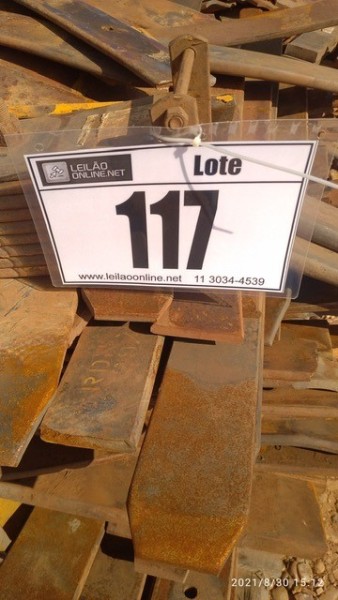 LEILÃO
ONLINE.NET
Lote
117
www.leilaoonline.net 11 3034-4539
2021/8/30 15:12